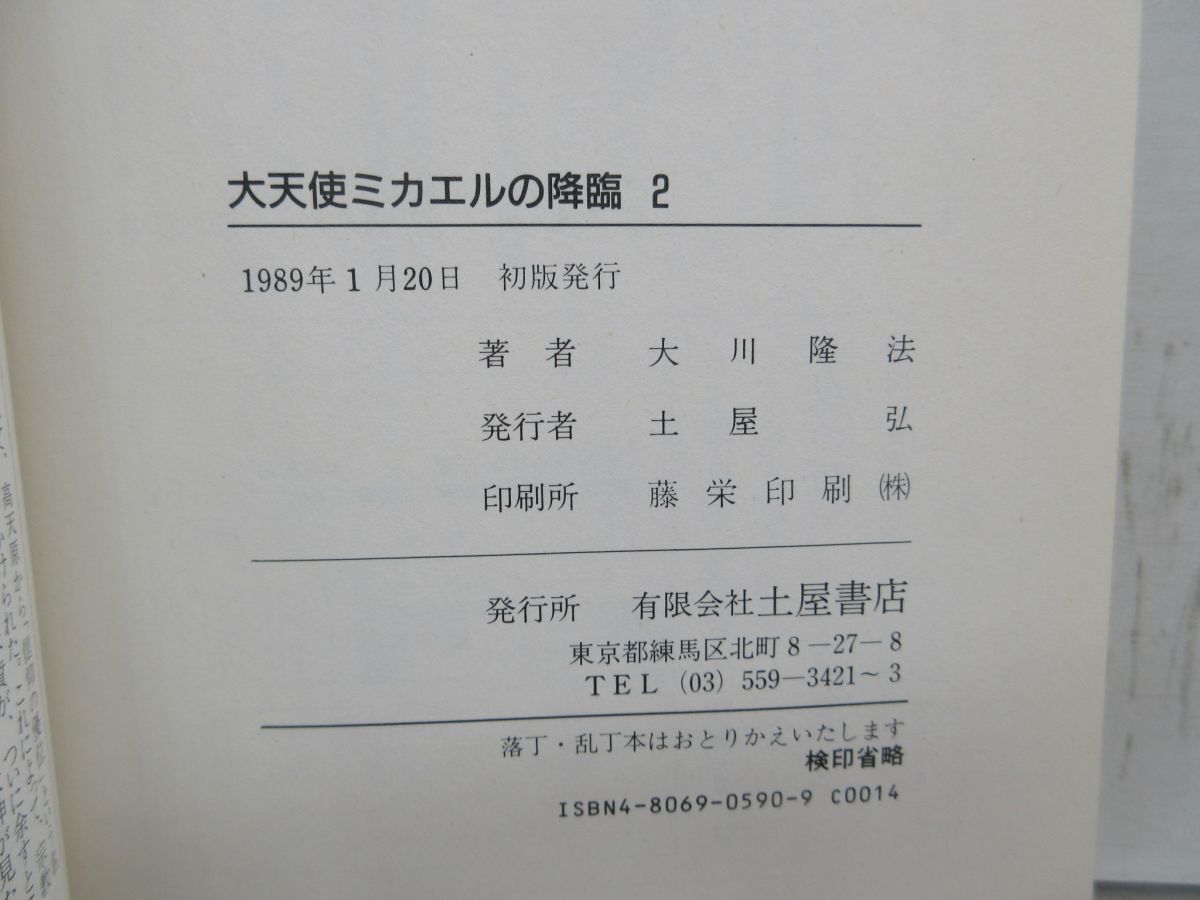 大天使ミカエルの降臨 2
1989年1月20日 初版発行
著者 大川隆法
発行者 土屋 弘
印刷所 藤栄印刷㈱
発行所 有限会社土屋書店
東京都練馬区北町8―27―8
TEL (03) 559―3421～3
落丁・乱丁本はおとりかえいたします
検印省略
ISBN4-8069-0590-9 C0014